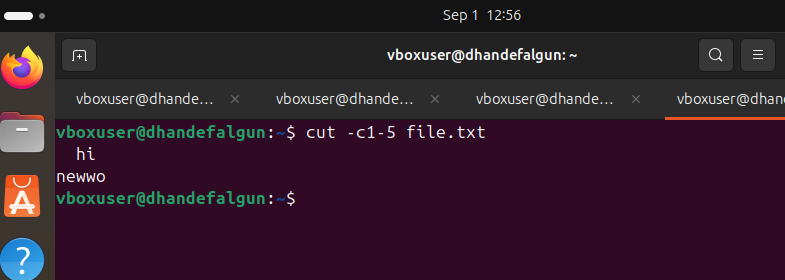 Sep 1 12:56
vboxuser@dhandefalgun: ~
vboxuser@dhande... × vboxuser@dhande... × vboxuser@dhande... × vboxuser@dhan
vboxuser@dhandefalgun:~$ cut -c1-5 file.txt
  hi
newwo
vboxuser@dhandefalgun:~$
?